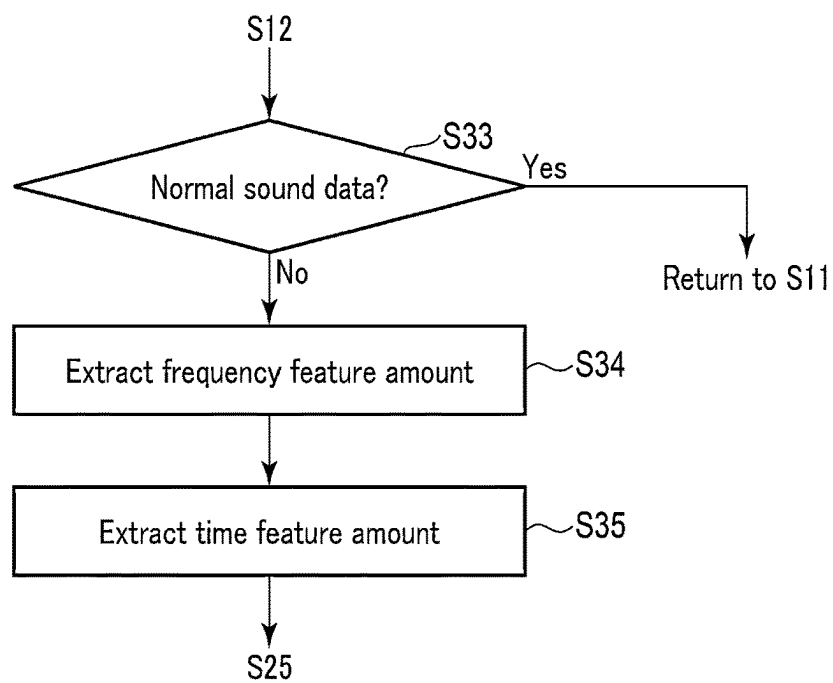 S12
S33
Normal sound data?
Yes
No
Return to S11
Extract frequency feature amount
S34
Extract time feature amount
S35
S25